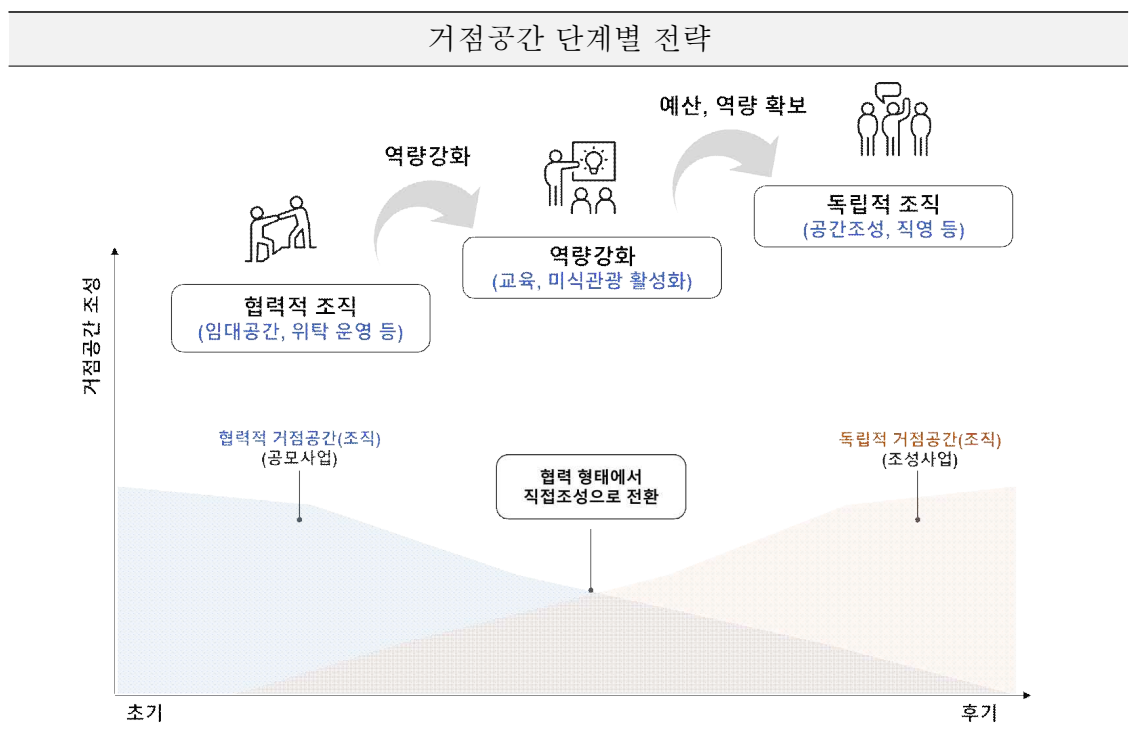 거점공간 단계별 전략
예산, 역량 확보
역량강화
독립적 조직
(공간조성, 직영 등)
역량강화
(교육, 미식관광 활성화)
협력적 조직
(임대공간, 위탁 운영 등)
거점공간 조성
협력적 거점공간(조직)
(공모사업)
독립적 거점공간(조직)
(조성사업)
협력 형태에서
직접조성으로 전환
초기
후기